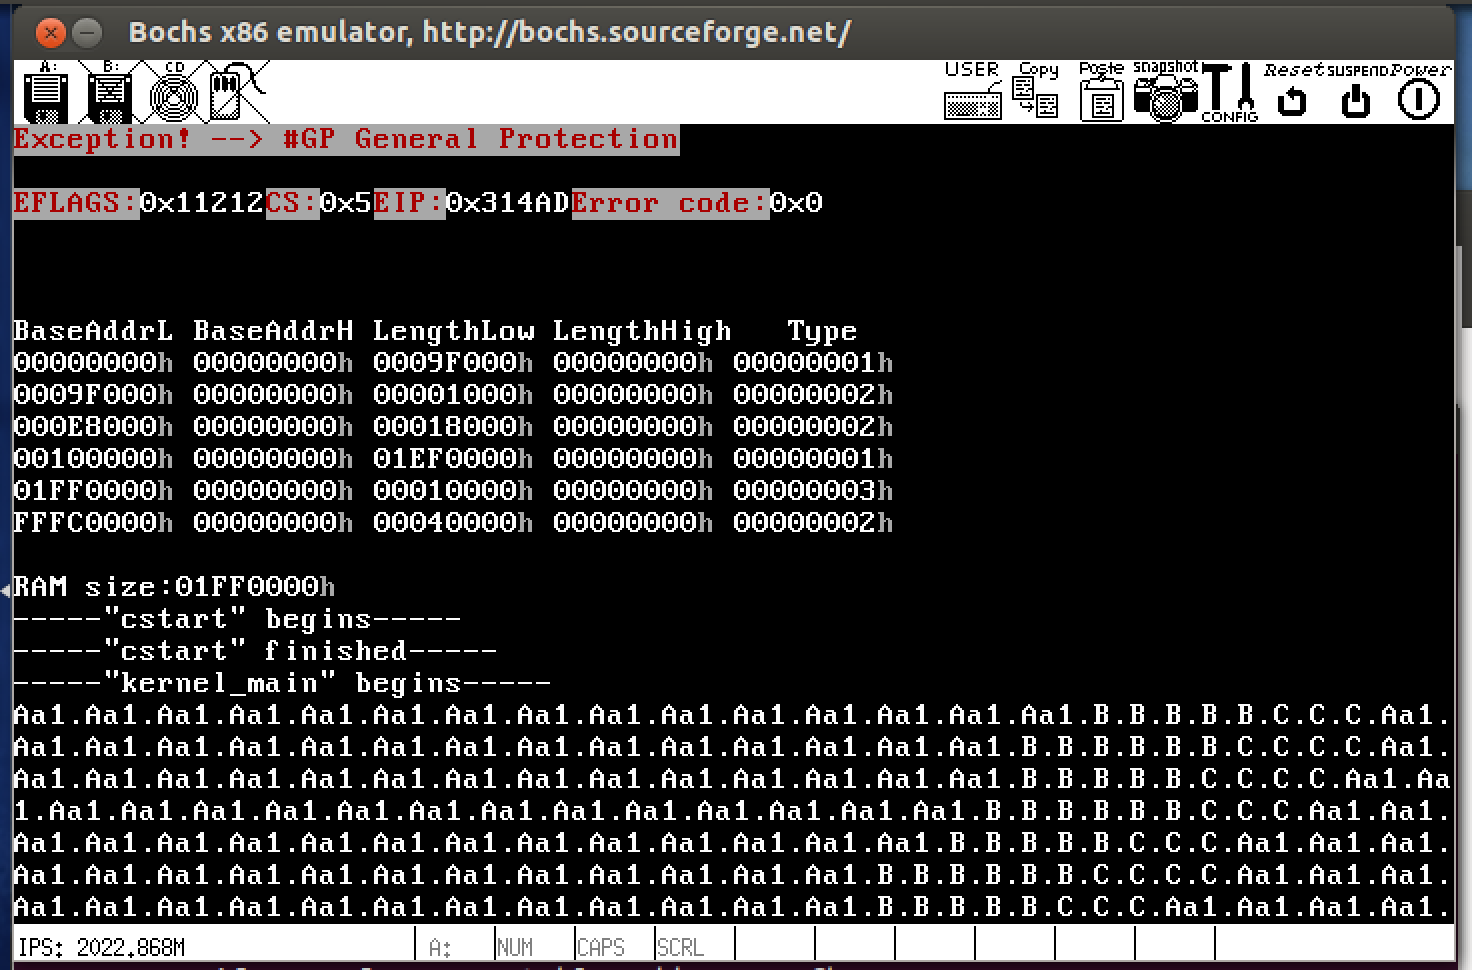 Bochs x86 emulator, http://bochs.sourceforge.net/
A: B: CD USER Copy Paste snapshot CONFIG Reset SUSPEND Power
Exception! --> #GP General Protection
EFLAGS:0x11212CS:0x5EIP:0x314ADError code:0x0
BaseAddrL BaseAddrH LengthLow LengthHigh   Type
00000000h 00000000h 0009F000h 00000000h 00000001h
0009F000h 00000000h 00001000h 00000000h 00000002h
000E8000h 00000000h 00018000h 00000000h 00000002h
00100000h 00000000h 01EF0000h 00000000h 00000001h
01FF0000h 00000000h 00010000h 00000000h 00000003h
FFFC0000h 00000000h 00040000h 00000000h 00000002h
RAM size:01FF0000h
-----"cstart" begins-----
-----"cstart" finished-----
-----"kernel_main" begins-----
Aa1.Aa1.Aa1.Aa1.Aa1.Aa1.Aa1.Aa1.Aa1.Aa1.Aa1.Aa1.Aa1.Aa1.Aa1.B.B.B.B.B.C.C.C.Aa1.
Aa1.Aa1.Aa1.Aa1.Aa1.Aa1.Aa1.Aa1.Aa1.Aa1.Aa1.Aa1.Aa1.Aa1.B.B.B.B.B.B.C.C.C.C.Aa1.
Aa1.Aa1.Aa1.Aa1.Aa1.Aa1.Aa1.Aa1.Aa1.Aa1.Aa1.Aa1.Aa1.Aa1.B.B.B.B.B.C.C.C.C.Aa1.Aa
1.Aa1.Aa1.Aa1.Aa1.Aa1.Aa1.Aa1.Aa1.Aa1.Aa1.Aa1.Aa1.Aa1.B.B.B.B.B.B.C.C.C.Aa1.Aa1.
Aa1.Aa1.Aa1.Aa1.Aa1.Aa1.Aa1.Aa1.Aa1.Aa1.Aa1.Aa1.Aa1.B.B.B.B.B.C.C.C.Aa1.Aa1.Aa1.
Aa1.Aa1.Aa1.Aa1.Aa1.Aa1.Aa1.Aa1.Aa1.Aa1.Aa1.Aa1.B.B.B.B.B.B.C.C.C.C.Aa1.Aa1.Aa1.
Aa1.Aa1.Aa1.Aa1.Aa1.Aa1.Aa1.Aa1.Aa1.Aa1.Aa1.Aa1.B.B.B.B.B.C.C.C.Aa1.Aa1.Aa1.Aa1.
IPS: 2022.868M A: NUM CAPS SCRL